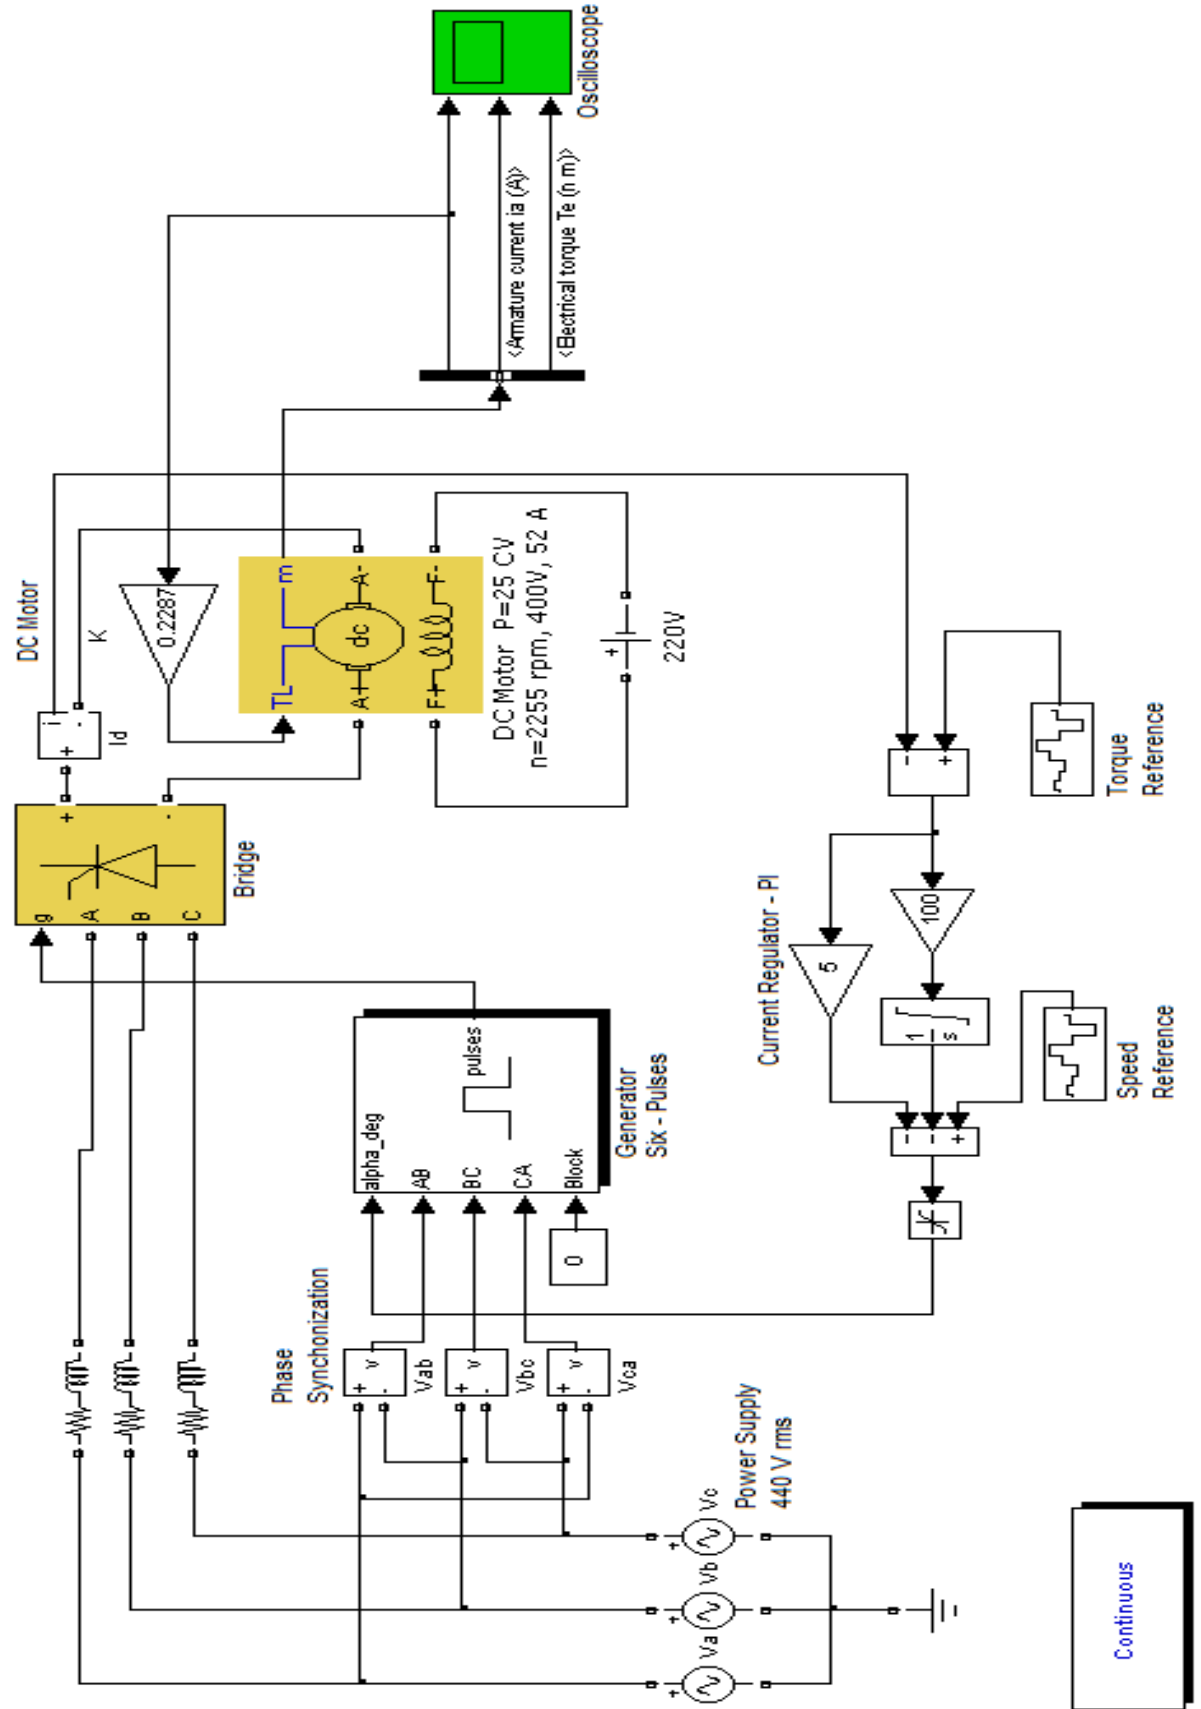 DC Motor
g
A
B
C
+
-
Bridge
+
-
i
Id
K
0.2287
TL
m
A+
dc
A-
F+
F-
DC Motor P=25 CV
n=2255 rpm, 400V, 52 A
+
220V
<Armature current ia (A)>
<Electrical torque Te (n m)>
Oscilloscope
Phase
Synchonization
+
-
v
Vab
+
-
v
Vbc
+
-
v
Vca
alpha_deg
AB
BC
CA
Block
pulses
0
Generator
Six - Pulses
+
Va
+
Vb
+
Vc
Power Supply
440 V rms
Current Regulator - PI
5
100
1
s
-
-
+
-
+
Speed
Reference
Torque
Reference
Continuous